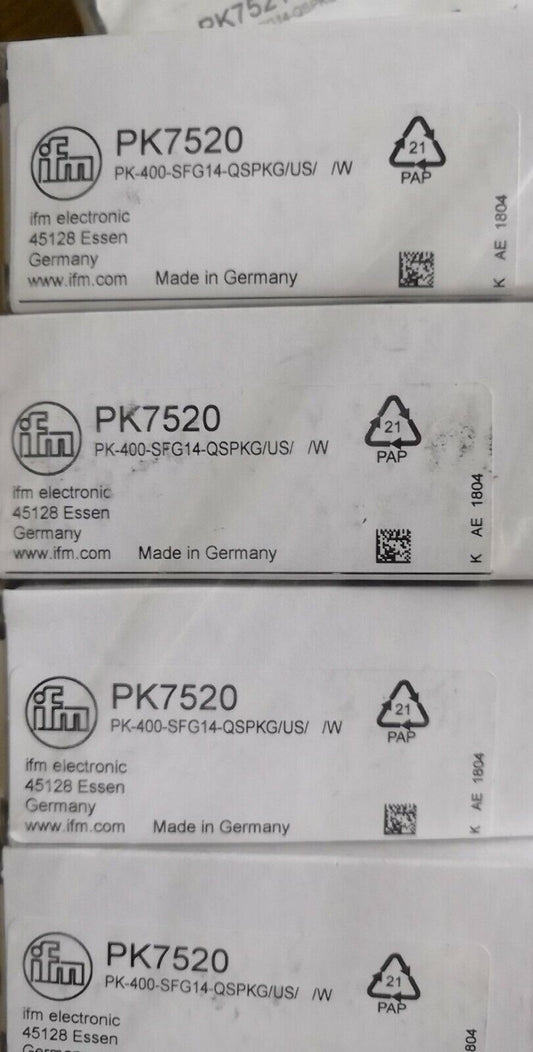 PK752
ifm
PK7520
PK-400-SFG14-QSPKG/US/ /W
21
PAP
ifm electronic
45128 Essen
Germany
www.ifm.com Made in Germany
K AE 1804
ifm
PK7520
PK-400-SFG14-QSPKG/US/ /W
21
PAP
ifm electronic
45128 Essen
Germany
www.ifm.com Made in Germany
K AE 1804
ifm
PK7520
PK-400-SFG14-QSPKG/US/ /W
21
PAP
ifm electronic
45128 Essen
Germany
www.ifm.com Made in Germany
K AE 1804
ifm
PK7520
PK-400-SFG14-QSPKG/US/ /W
21
PAP
ifm electronic
45128 Essen
804